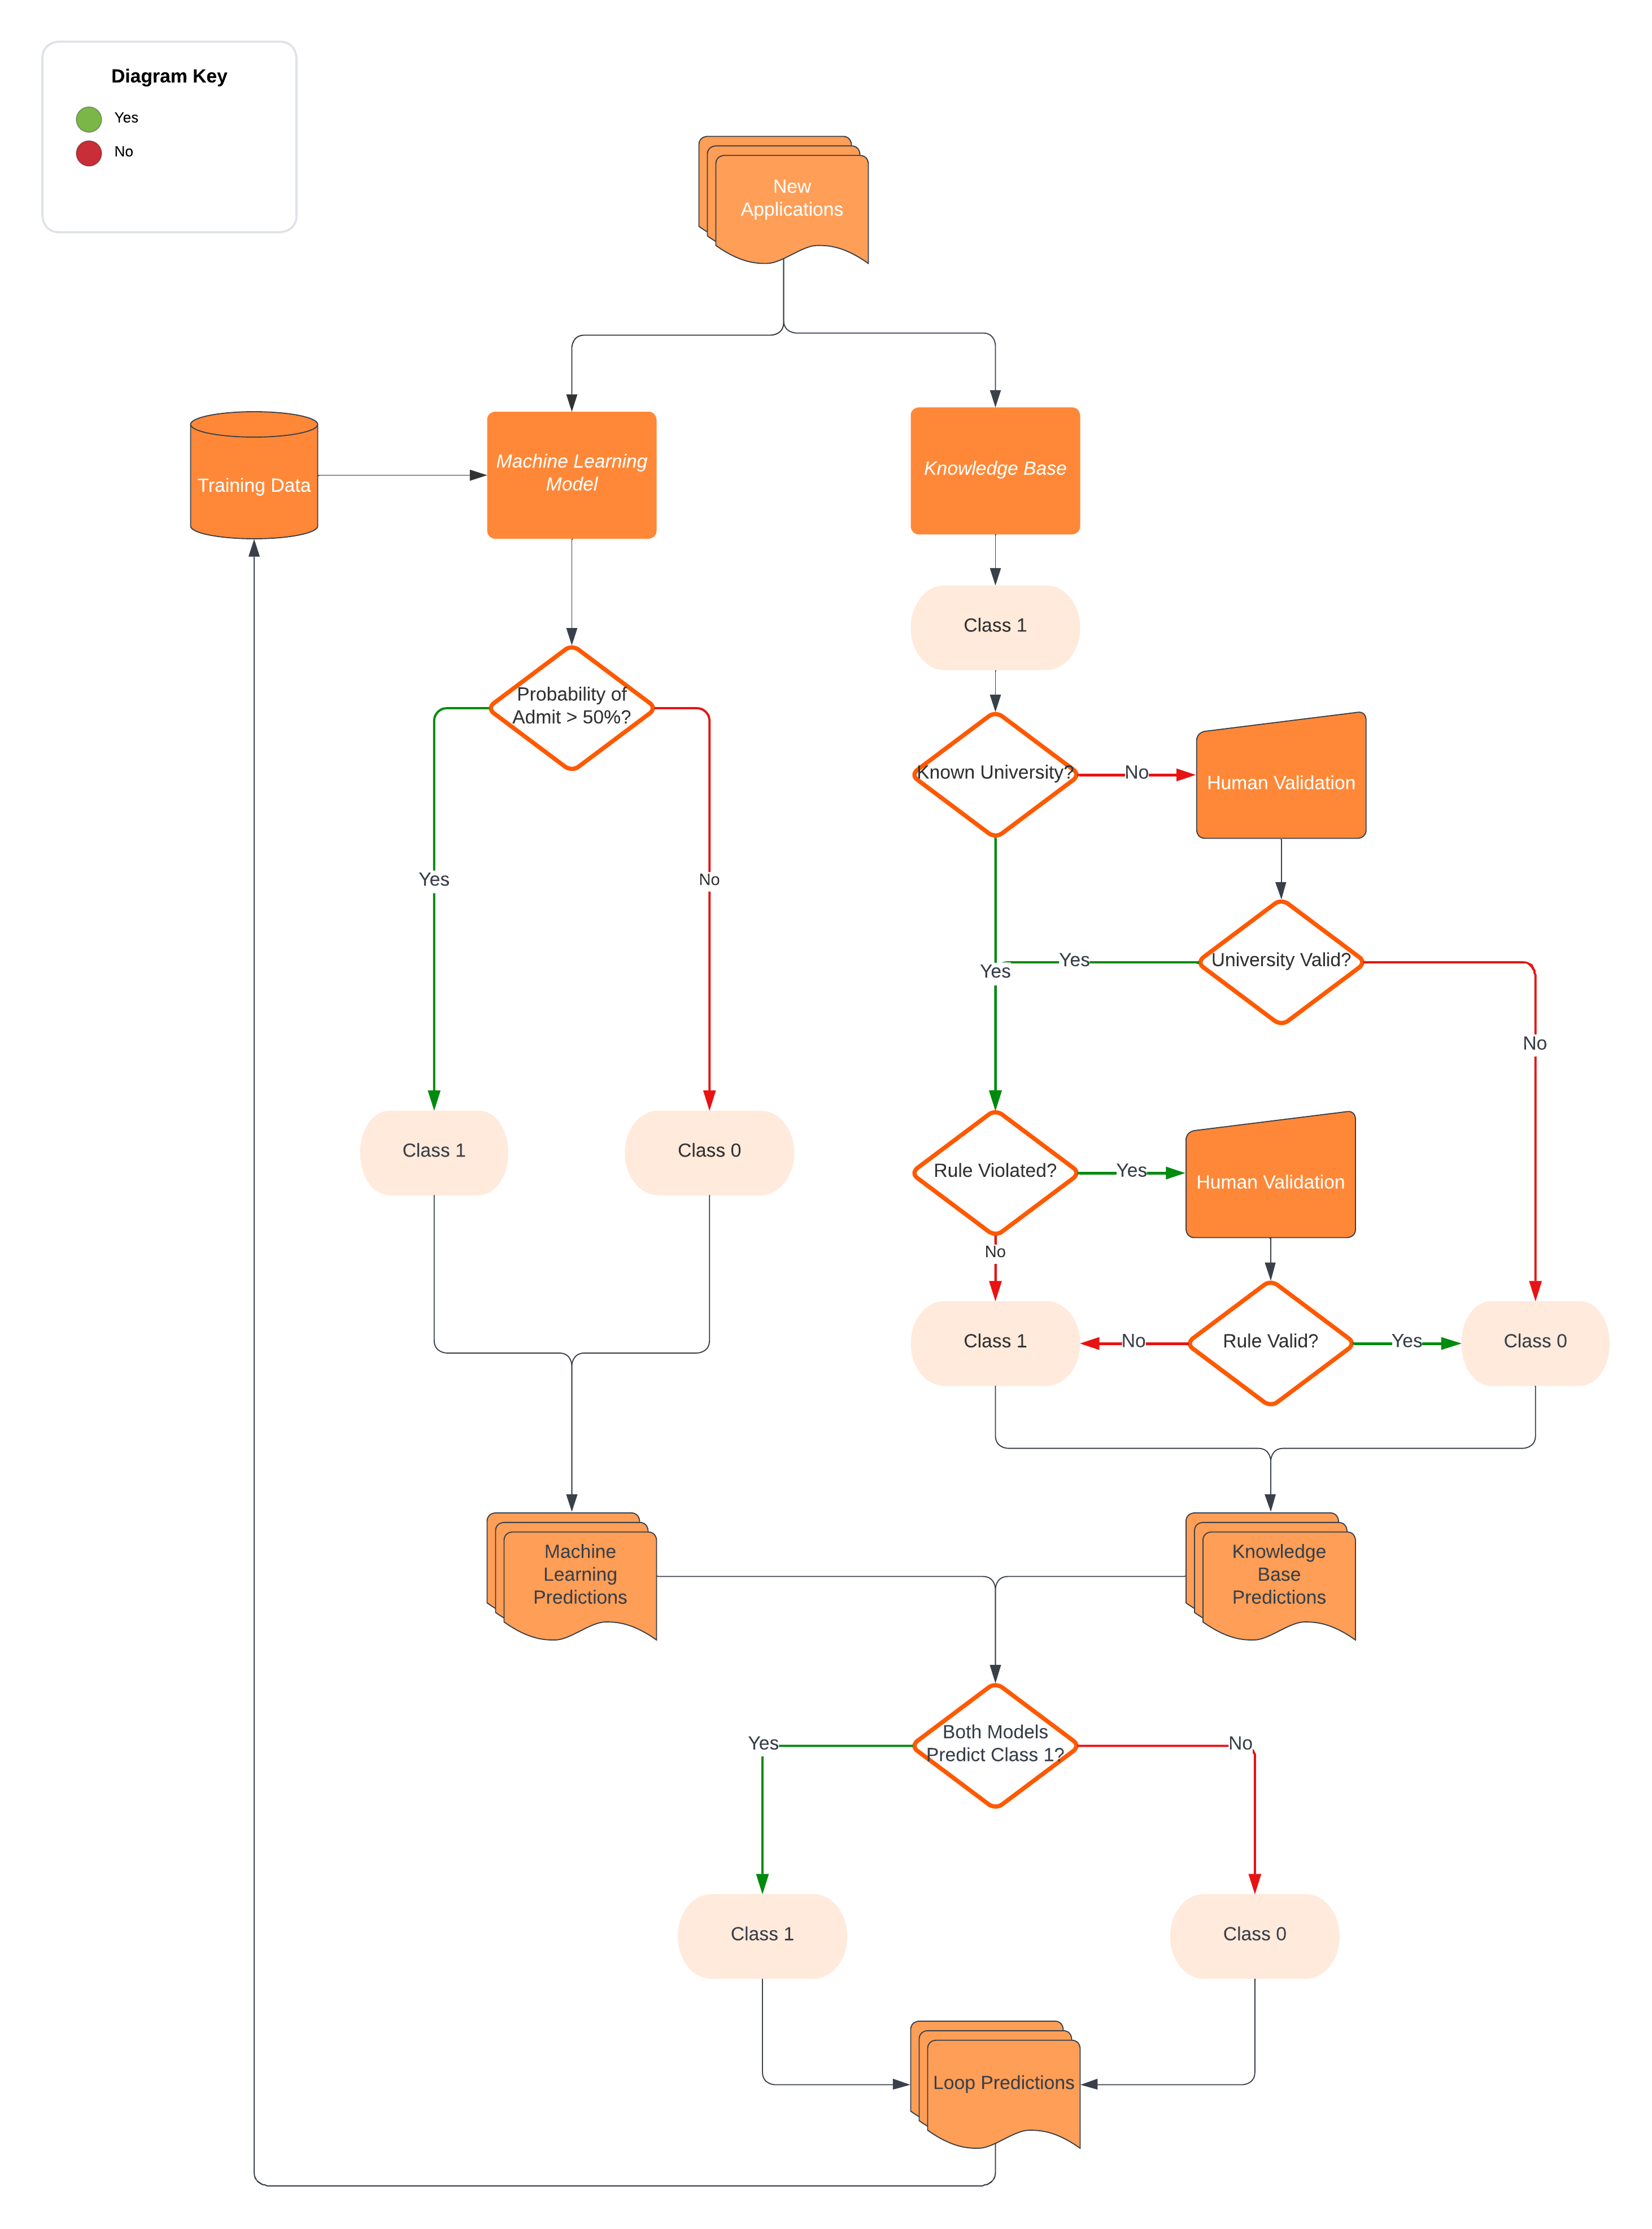 Diagram Key
Yes
No
New
Applications
Training Data
Machine Learning
Model
Knowledge Base
Class 1
Probability of
Admit > 50%?
Known University?
No
Human Validation
Yes
No
Yes
Yes
University Valid?
No
Class 1
Class 0
Rule Violated?
Yes
Human Validation
No
Class 1
No
Rule Valid?
Yes
Class 0
Machine
Learning
Predictions
Knowledge
Base
Predictions
Yes
Both Models
Predict Class 1?
No
Class 1
Class 0
Loop Predictions